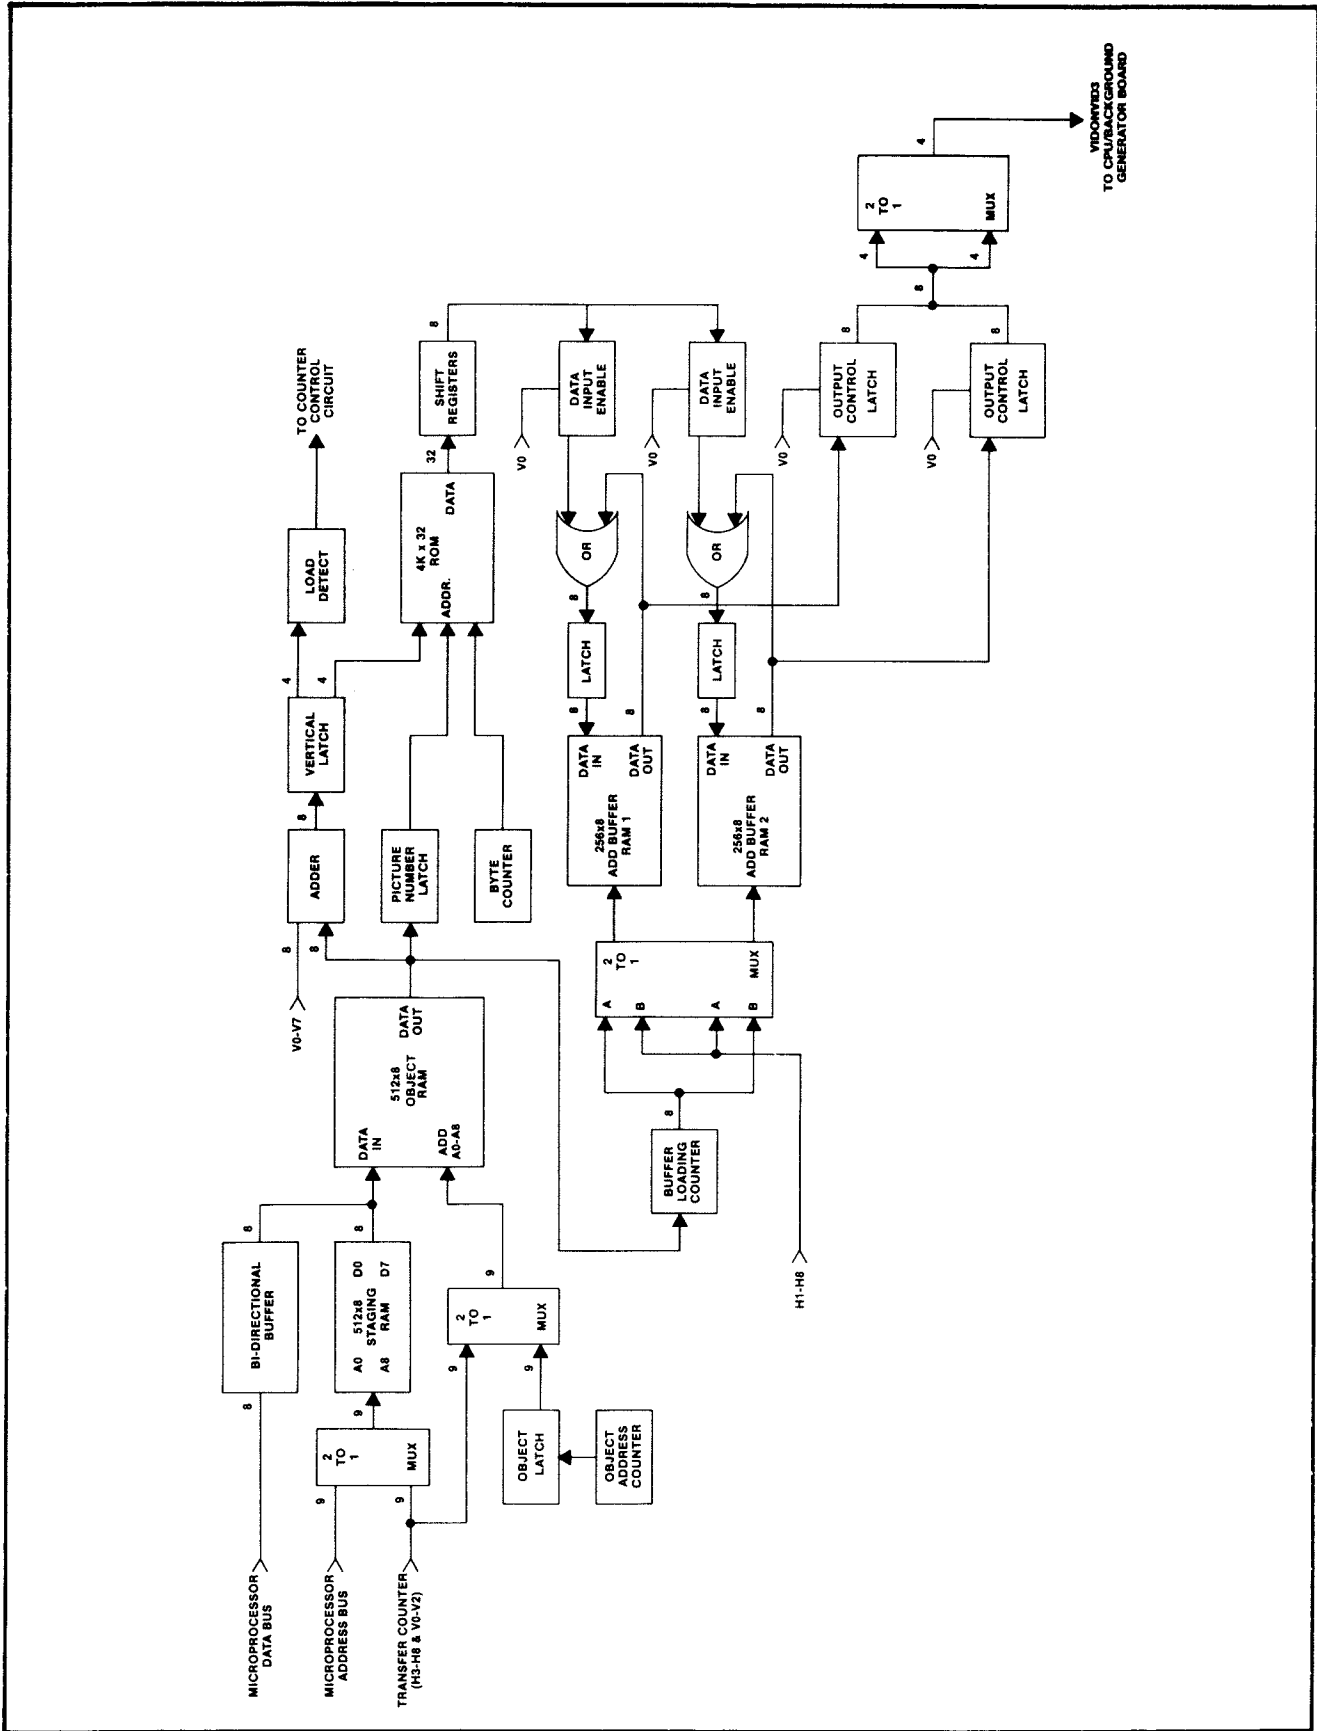 MICROPROCESSOR
DATA BUS
8
BI-DIRECTIONAL
BUFFER
8
MICROPROCESSOR
ADDRESS BUS
9
2
TO
1
MUX
9
A0 512x8 D0
STAGING
RAM
A8 D7
8
TRANSFER COUNTER
(H3-H8 & V0-V2)
9
9
2
TO
1
MUX
9
OBJECT
LATCH
9
OBJECT
ADDRESS
COUNTER
DATA
IN
512x8
OBJECT
RAM
ADD
A0-A8
DATA
OUT
V0-V7
8
8
ADDER
8
VERTICAL
LATCH
4
4
LOAD
DETECT
TO COUNTER
CONTROL
CIRCUIT
PICTURE
NUMBER
LATCH
BYTE
COUNTER
4K x 32
ROM
ADDR.
DATA
32
SHIFT
REGISTERS
8
BUFFER
LOADING
COUNTER
8
H1-H8
A
B
A
B
2
TO
1
MUX
256x8
ADD BUFFER
RAM 1
DATA
IN
DATA
OUT
8
8
LATCH
8
OR
V0
DATA
INPUT
ENABLE
256x8
ADD BUFFER
RAM 2
DATA
IN
DATA
OUT
8
8
LATCH
8
OR
V0
DATA
INPUT
ENABLE
V0
OUTPUT
CONTROL
LATCH
8
V0
OUTPUT
CONTROL
LATCH
8
8
4
4
2
TO
1
MUX
4
TO CPU/BACKGROUND
GENERATOR BOARD